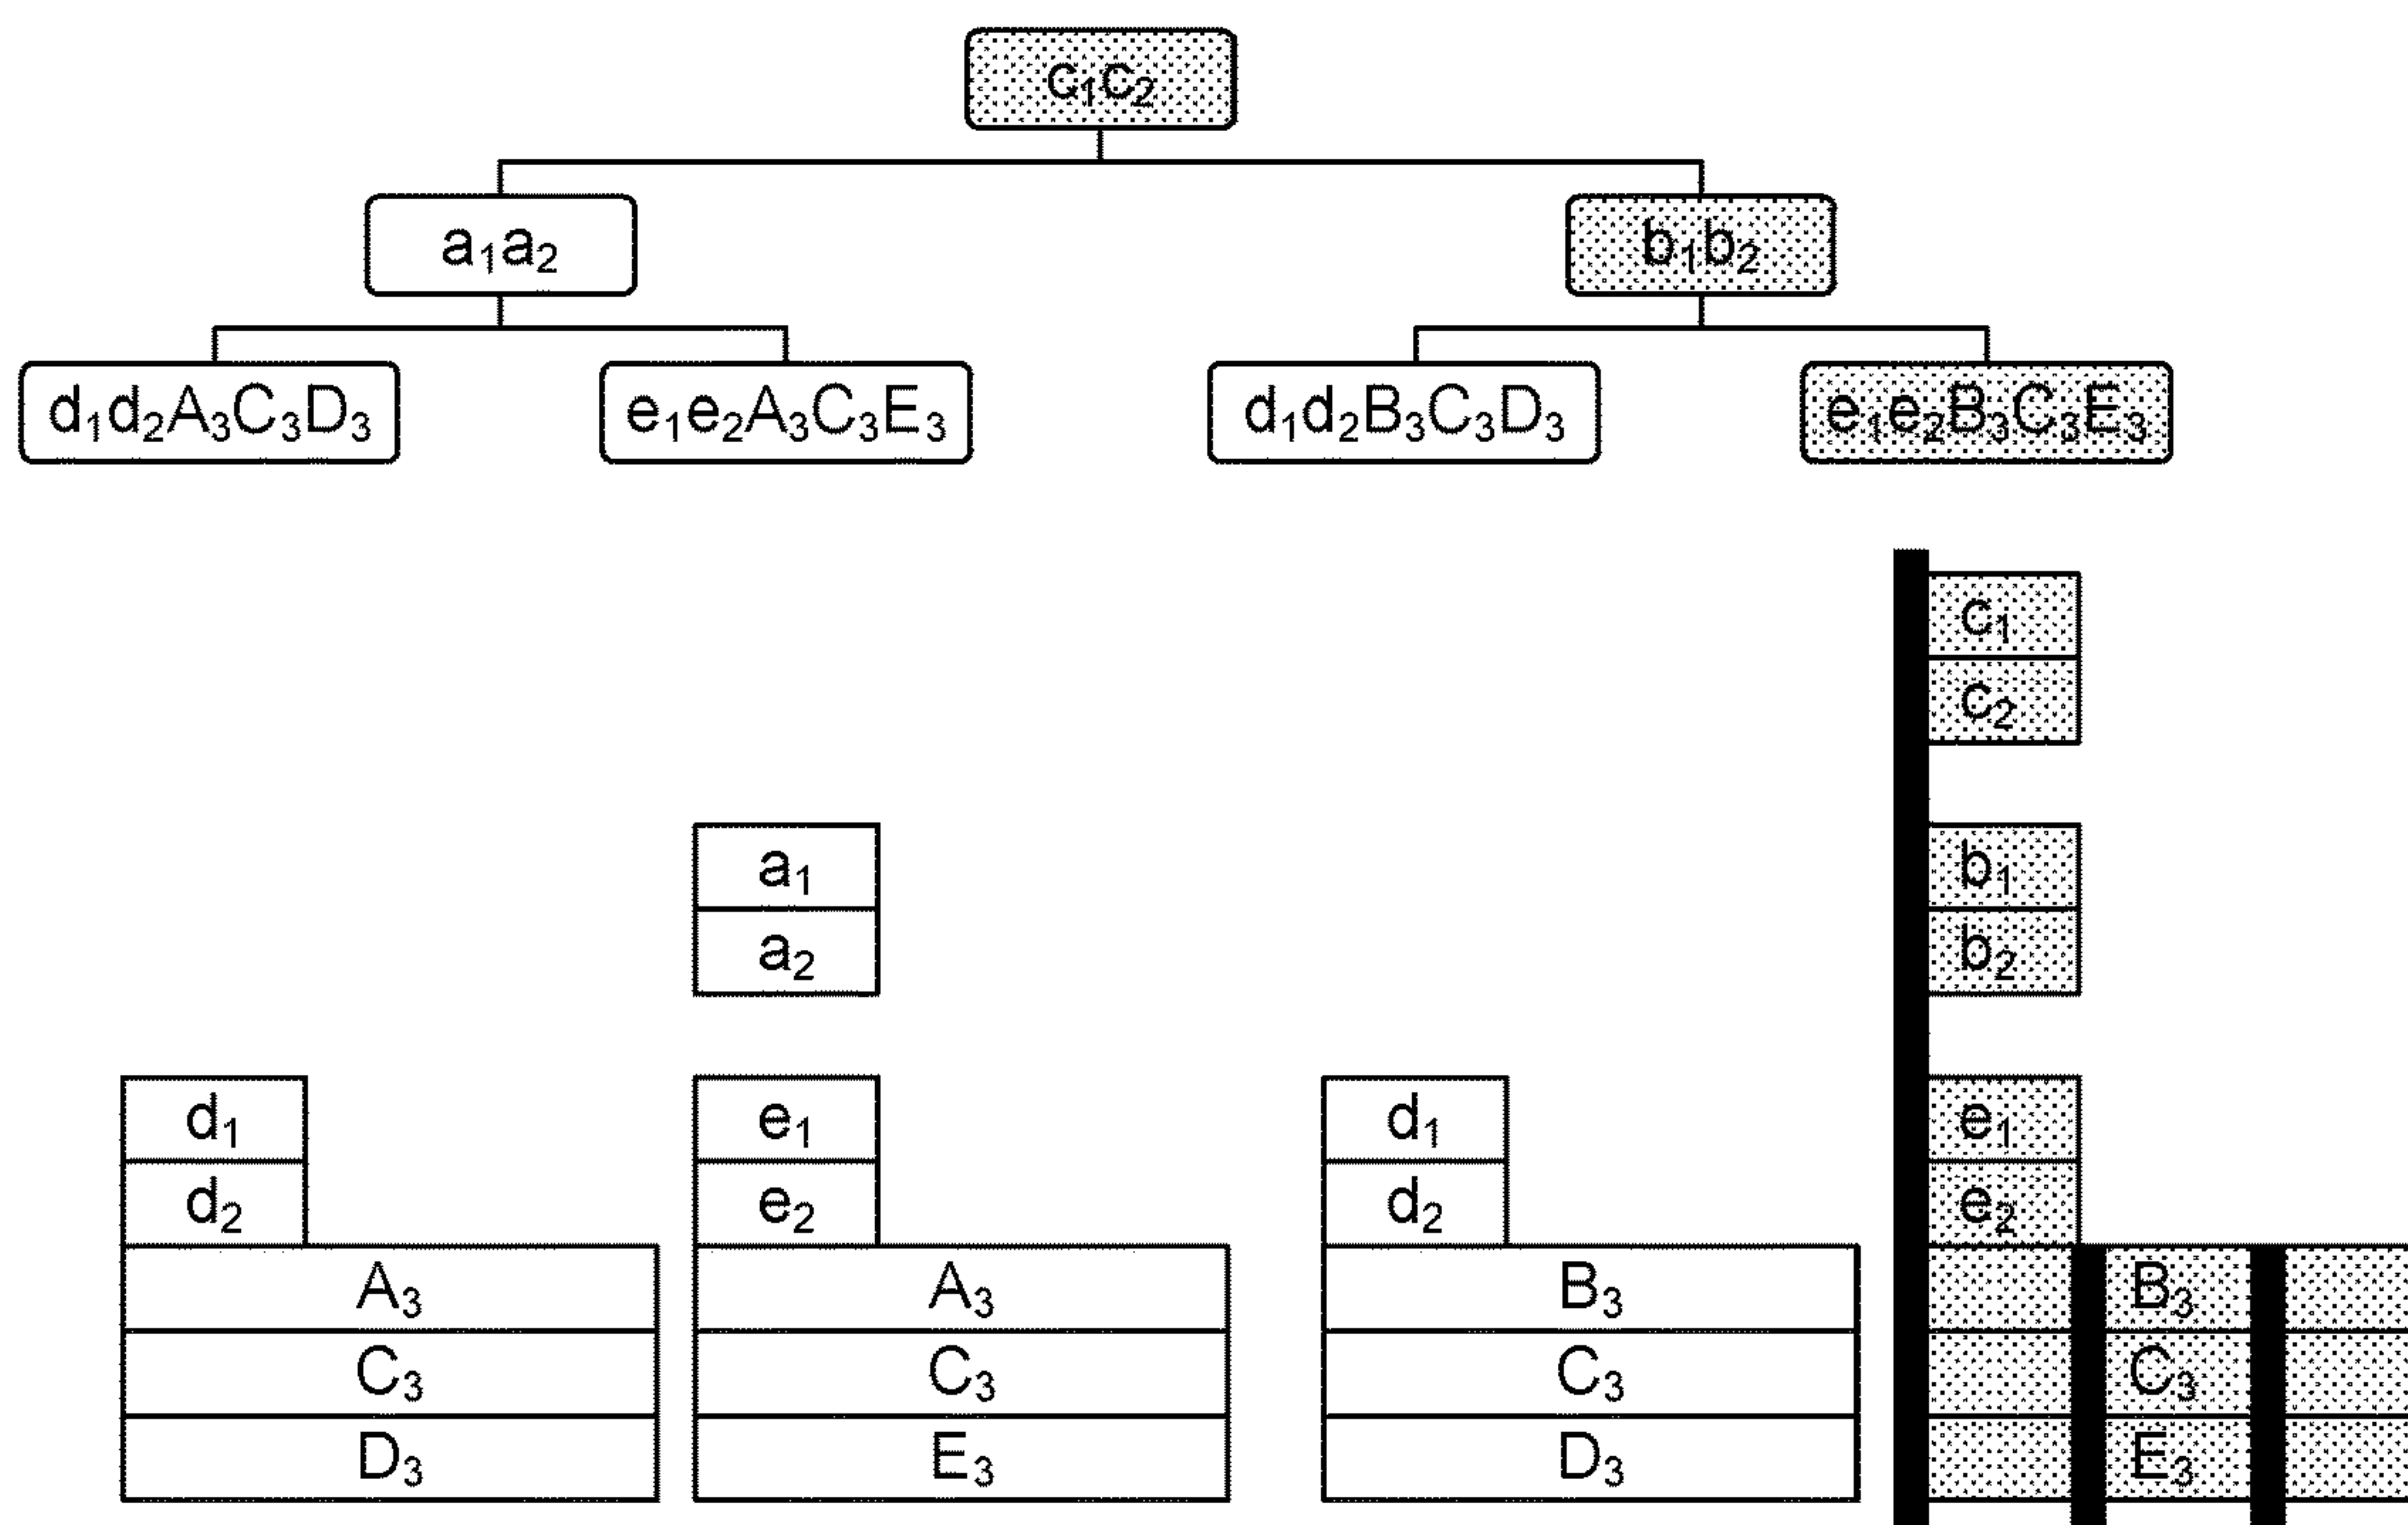 c₁c₂
a₁a₂ b₁b₂
d₁d₂A₃C₃D₃ e₁e₂A₃C₃E₃ d₁d₂B₃C₃D₃ e₁e₂B₃C₃E₃
c₁
c₂
a₁ b₁
a₂ b₂
d₁ e₁ d₁ e₁
d₂ e₂ d₂ e₂
A₃ A₃ B₃ B₃
C₃ C₃ C₃ C₃
D₃ E₃ D₃ E₃